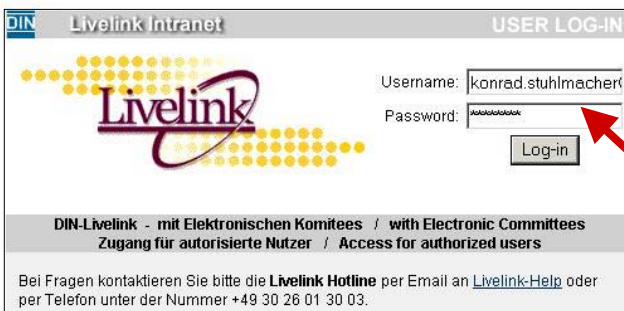 DIN Livelink Intranet USER LOG-IN
Livelink
Username: konrad.stuhlmacher
Password: *********
Log-in
DIN-Livelink - mit Elektronischen Komitees / with Electronic Committees
Zugang für autorisierte Nutzer / Access for authorized users
Bei Fragen kontaktieren Sie bitte die Livelink Hotline per Email an Livelink-Help oder
per Telefon unter der Nummer +49 30 26 01 30 03.